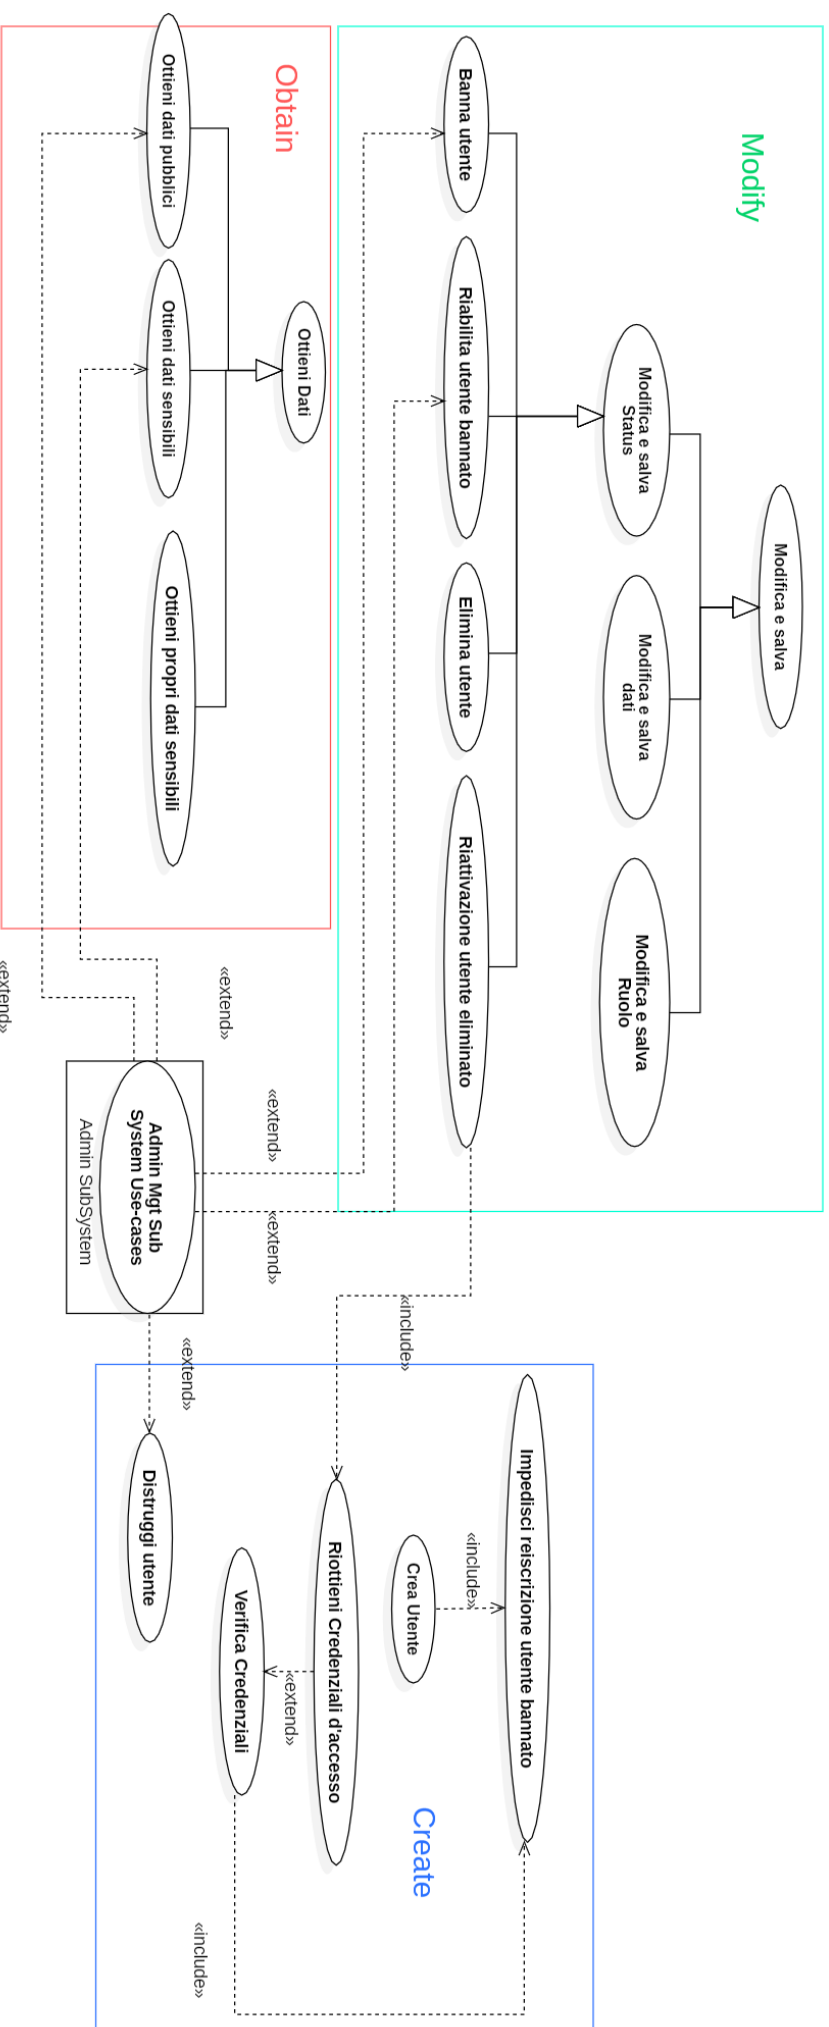 Modify
Modifica e salva
Modifica e salva
Status
Modifica e salva
dati
Modifica e salva
Ruolo
Banna utente
Riabilita utente bannato
Elimina utente
Riattivazione utente eliminato
Obtain
Ottieni Dati
Ottieni dati pubblici
Ottieni dati sensibili
Ottieni propri dati sensibili
«extend»
«extend»
«extend»
«extend»
Admin Mgt Sub
System Use-cases
Admin SubSystem
«include»
«extend»
Impedisci reiscrizione utente bannato
«include»
Crea Utente
Create
Riottieni Credenziali d'accesso
«extend»
Verifica Credenziali
«include»
Distruggi utente